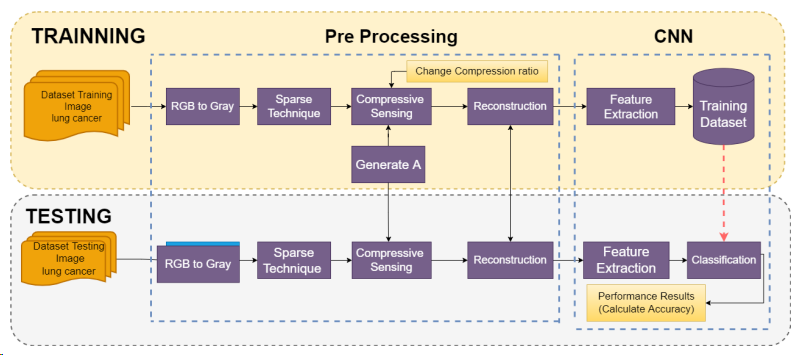 TRAINNING
Pre Processing
CNN
Change Compression ratio
Dataset Training
Image
lung cancer
RGB to Gray
Sparse
Technique
Compressive
Sensing
Reconstruction
Feature
Extraction
Training
Dataset
Generate A
TESTING
Dataset Testing
Image
lung cancer
RGB to Gray
Sparse
Technique
Compressive
Sensing
Reconstruction
Feature
Extraction
Classification
Performance Results
(Calculate Accuracy)